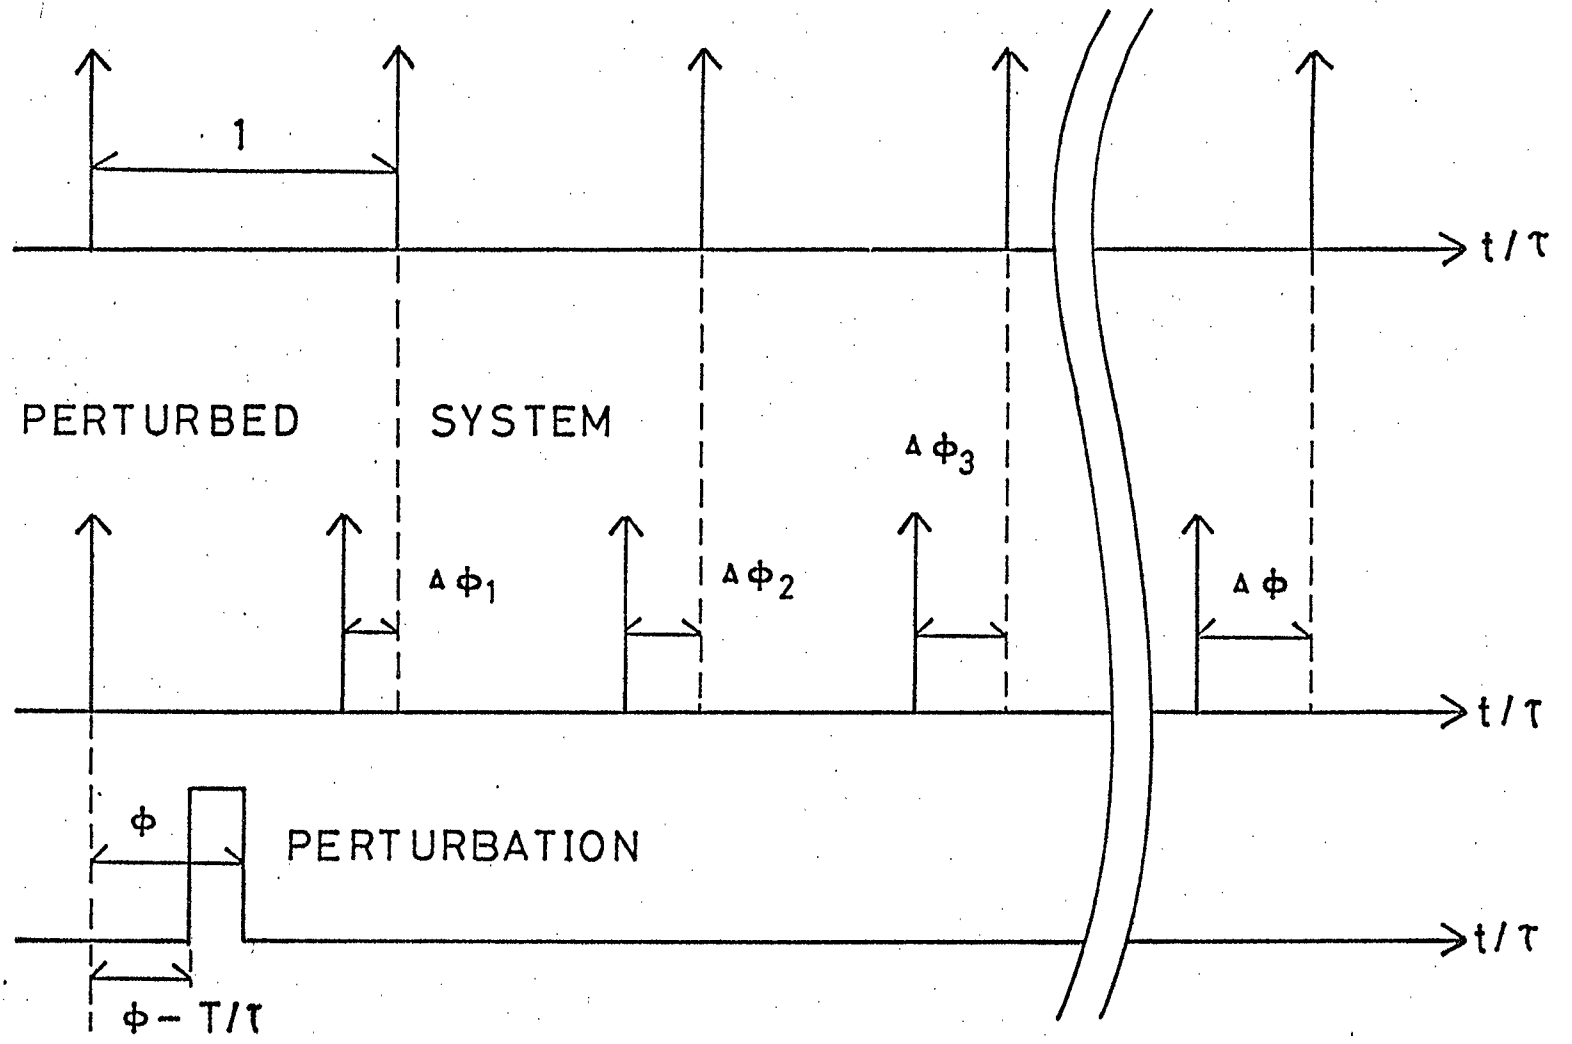 1
t/τ
PERTURBED SYSTEM
Δϕ₃
Δϕ₁
Δϕ₂
Δϕ
t/τ
ϕ
PERTURBATION
t/τ
ϕ – T/τ